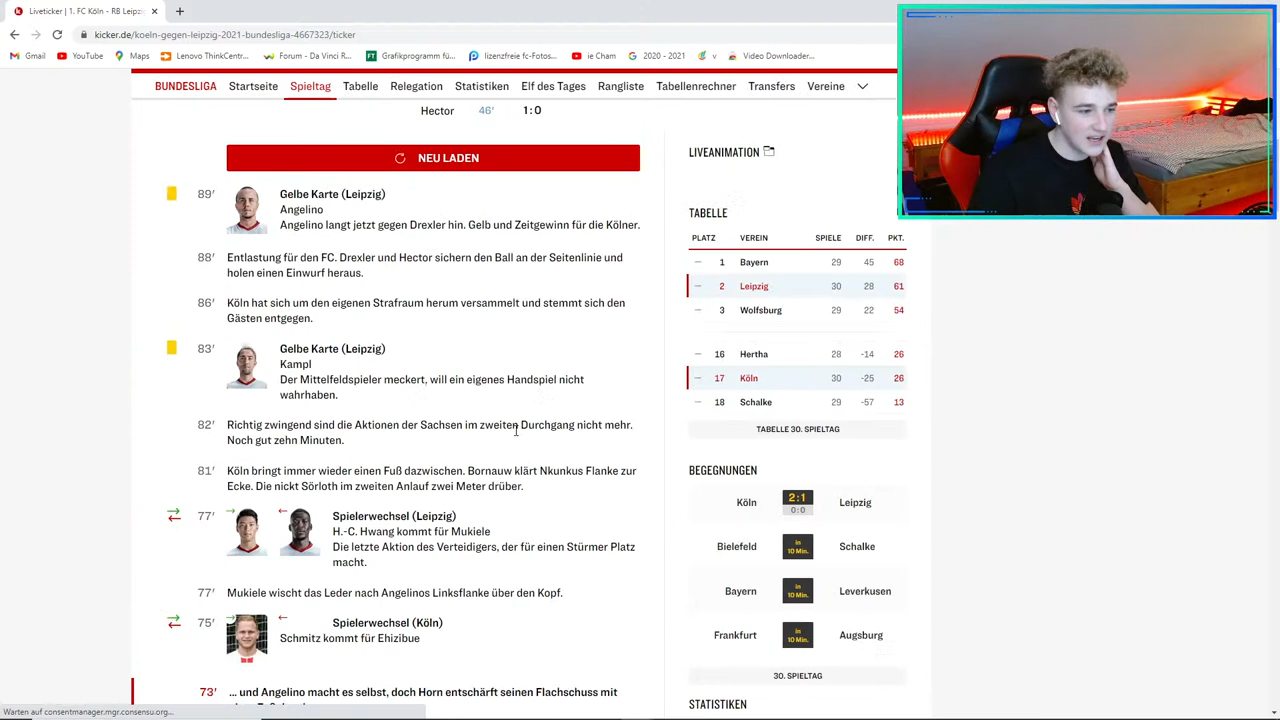 Liveticker | 1. FC Köln - RB Leipz
kicker.de/koeln-gegen-leipzig-2021-bundesliga-4667323/ticker
Gmail YouTube Maps Lenovo ThinkCentr... Forum - Da Vinci R... Grafikprogramm fü... lizenzfreie fc-Fotos... ie Cham 2020 - 2021 v Video Downloader...
BUNDESLIGA Startseite Spieltag Tabelle Relegation Statistiken Elf des Tages Rangliste Tabellenrechner Transfers Vereine
Hector 46' 1:0
NEU LADEN
89' Gelbe Karte (Leipzig)
Angelino
Angelino langt jetzt gegen Drexler hin. Gelb und Zeitgewinn für die Kölner.
88' Entlastung für den FC. Drexler und Hector sichern den Ball an der Seitenlinie und
holen einen Einwurf heraus.
86' Köln hat sich um den eigenen Strafraum herum versammelt und stemmt sich den
Gästen entgegen.
83' Gelbe Karte (Leipzig)
Kampl
Der Mittelfeldspieler meckert, will ein eigenes Handspiel nicht
wahrhaben.
82' Richtig zwingend sind die Aktionen der Sachsen im zweiten Durchgang nicht mehr.
Noch gut zehn Minuten.
81' Köln bringt immer wieder einen Fuß dazwischen. Bornauw klärt Nkunkus Flanke zur
Ecke. Die nickt Sörloth im zweiten Anlauf zwei Meter drüber.
77' Spielerwechsel (Leipzig)
H.-C. Hwang kommt für Mukiele
Die letzte Aktion des Verteidigers, der für einen Stürmer Platz
macht.
77' Mukiele wischt das Leder nach Angelinos Linksflanke über den Kopf.
75' Spielerwechsel (Köln)
Schmitz kommt für Ehizibue
73' ... und Angelino macht es selbst, doch Horn entschärft seinen Flachschuss mit
Warten auf consentmanager.mgr.consensu.org...
LIVEANIMATION
TABELLE
PLATZ VEREIN SPIELE DIFF. PKT.
1 Bayern 29 45 68
2 Leipzig 30 28 61
3 Wolfsburg 29 22 54
16 Hertha 28 -14 26
17 Köln 30 -25 26
18 Schalke 29 -57 13
TABELLE 30. SPIELTAG
BEGEGNUNGEN
Köln 2:1 Leipzig
0:0
Bielefeld in 10 Min. Schalke
Bayern in 10 Min. Leverkusen
Frankfurt in 10 Min. Augsburg
30. SPIELTAG
STATISTIKEN